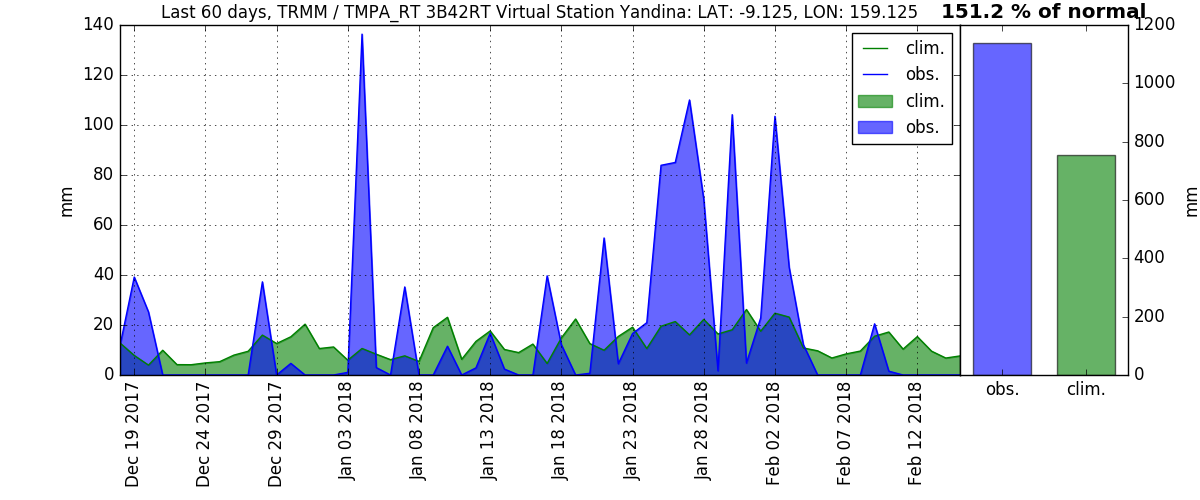 Last 60 days, TRMM / TMPA_RT 3B42RT Virtual Station Yandina: LAT: -9.125, LON: 159.125
151.2 % of normal
140
120
100
80
60
40
20
0
mm
clim.
obs.
clim.
obs.
Dec 19 2017
Dec 24 2017
Dec 29 2017
Jan 03 2018
Jan 08 2018
Jan 13 2018
Jan 18 2018
Jan 23 2018
Jan 28 2018
Feb 02 2018
Feb 07 2018
Feb 12 2018
1200
1000
800
600
400
200
0
mm
obs.
clim.